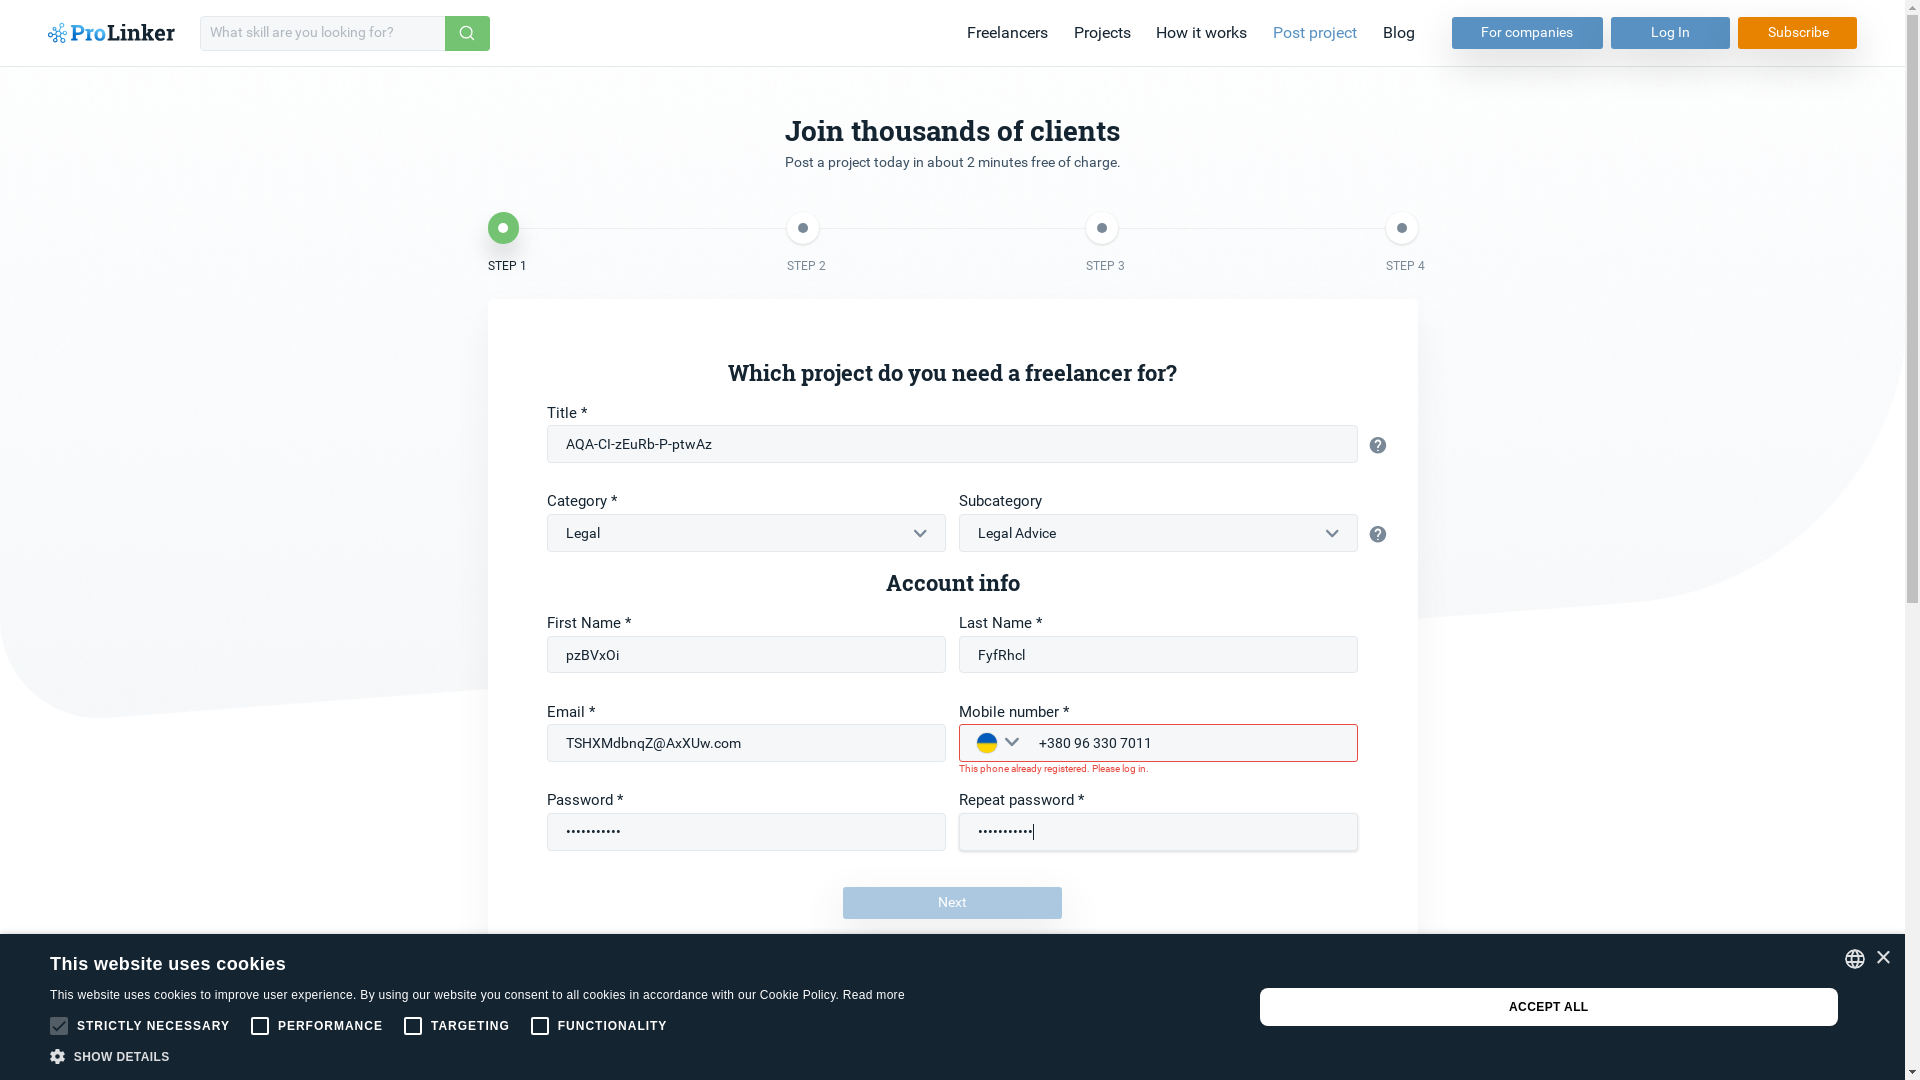 ProLinker
What skill are you looking for?
Freelancers
Projects
How it works
Post project
Blog
For companies
Log In
Subscribe
Join thousands of clients
Post a project today in about 2 minutes free of charge.
STEP 1
STEP 2
STEP 3
STEP 4
Which project do you need a freelancer for?
Title *
AQA-CI-zEuRb-P-ptwAz
Category *
Subcategory
Legal
Legal Advice
Account info
First Name *
Last Name *
pzBVxOi
FyfRhcl
Email *
Mobile number *
TSHXMdbnqZ@AxXUw.com
+380 96 330 7011
This phone already registered. Please log in.
Password *
Repeat password *
•••••••••••
•••••••••••
Next
This website uses cookies
This website uses cookies to improve user experience. By using our website you consent to all cookies in accordance with our Cookie Policy. Read more
STRICTLY NECESSARY
PERFORMANCE
TARGETING
FUNCTIONALITY
SHOW DETAILS
ACCEPT ALL